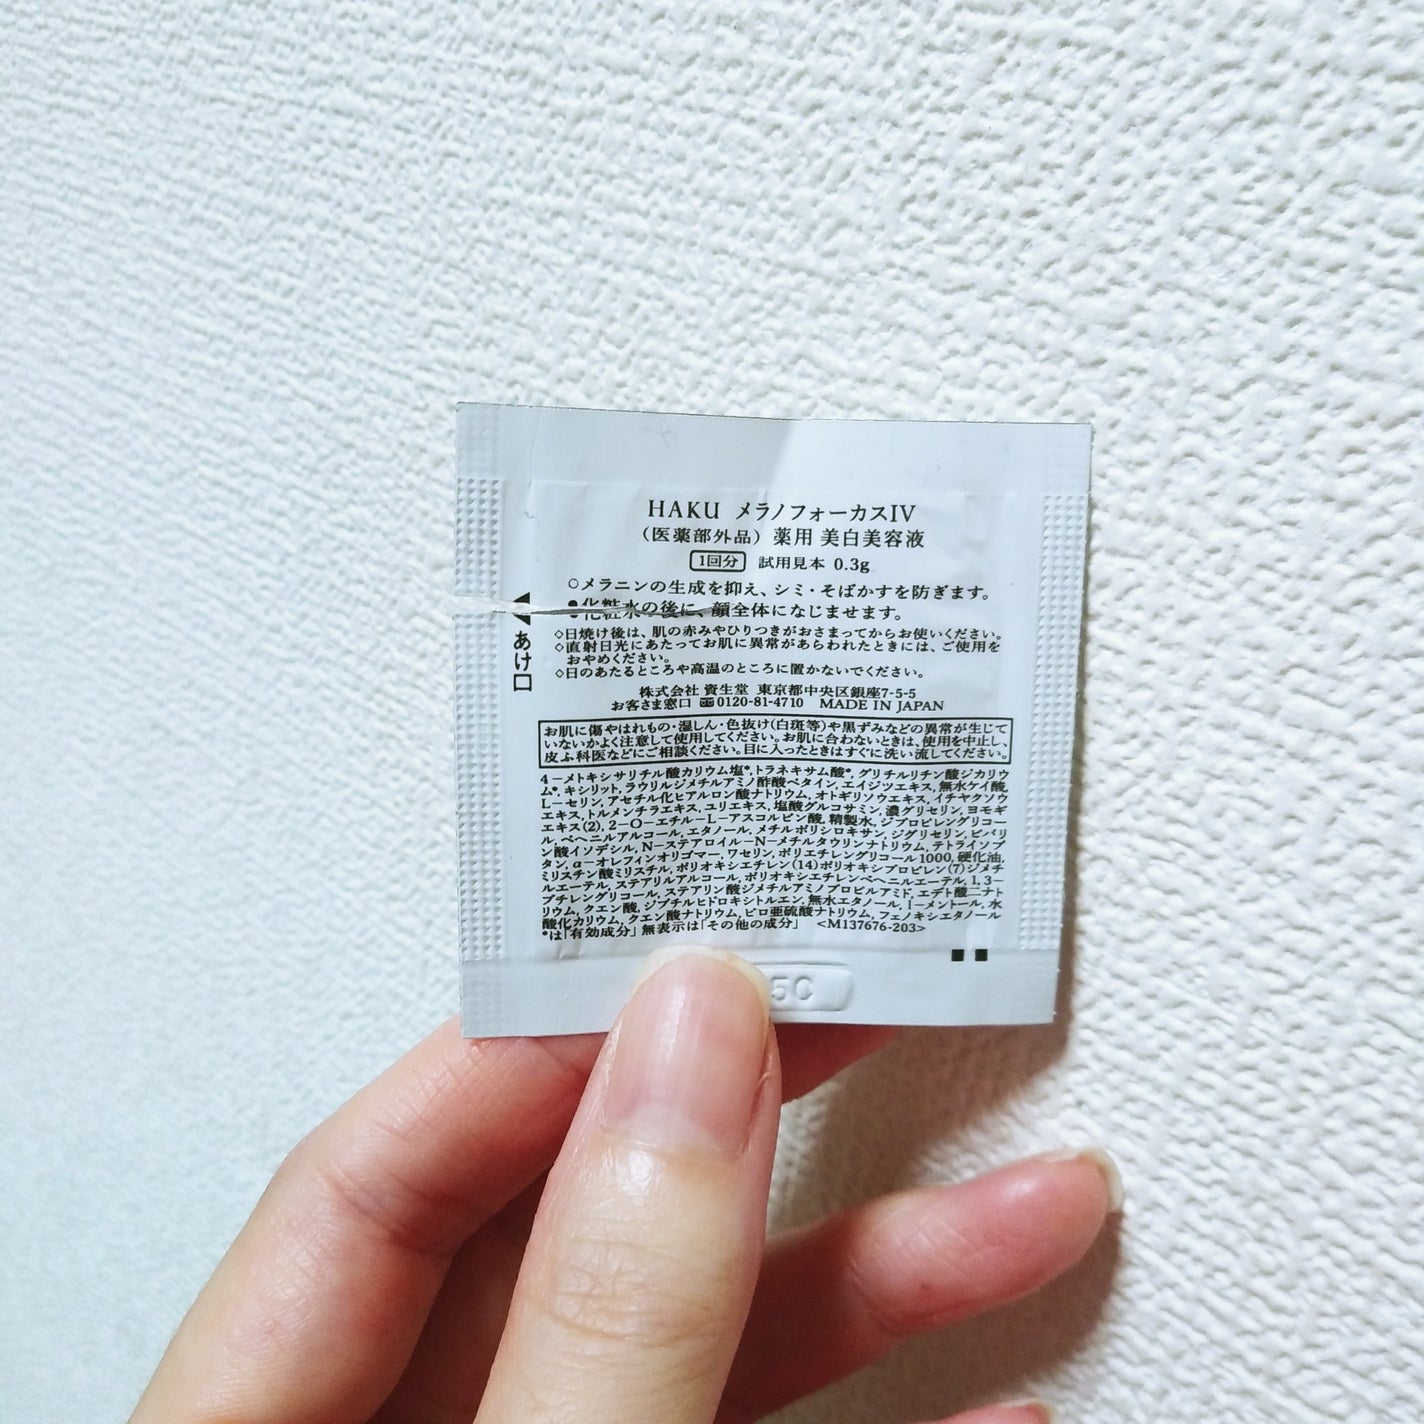 HAKU メラノフォーカスIV
（医薬部外品）薬用 美白美容液
1回分 試用見本 0.3g
○メラニンの生成を抑え、シミ・そばかすを防ぎます。
●化粧水の後に、顔全体になじませます。
あけ口
◇日焼け後は、肌の赤みやひりつきがおさまってからお使いください。
◇直射日光にあたってお肌に異常があらわれたときには、ご使用を
おやめください。
◇日のあたるところや高温のところに置かないでください。
株式会社 資生堂 東京都中央区銀座7-5-5
お客さま窓口 0120-81-4710 MADE IN JAPAN
お肌に傷やはれもの・湿しん・色抜け(白斑等)や黒ずみなどの異常が生じて
いないかよく注意して使用してください。お肌に合わないときは、使用を中止し、
皮ふ科医などにご相談ください。目に入ったときはすぐに洗い流してください。
4－メトキシサリチル酸カリウム塩*, トラネキサム酸*, グリチルリチン酸ジカリウ
ム*, キシリット, ラウリルジメチルアミノ酢酸ベタイン, エイジツエキス, 無水ケイ酸,
L－セリン, アセチル化ヒアルロン酸ナトリウム, オトギリソウエキス, イチヤクソウ
エキス, トルメンチラエキス, ユリエキス, 塩酸グルコサミン, 濃グリセリン, ヨモギ
エキス(2), 2－O－エチル－L－アスコルビン酸, 精製水, ジプロピレングリコー
ル, ベヘニルアルコール, エタノール, メチルポリシロキサン, ジグリセリン, ピバリ
ン酸イソデシル, N－ステアロイル－N－メチルタウリンナトリウム, テトライソブ
タン, α－オレフィンオリゴマー, ワセリン, ポリエチレングリコール1000, 硬化油,
ミリスチン酸ミリスチル, ポリオキシエチレン(14)ポリオキシプロピレン(7)ジメチ
ルエーテル, ステアリルアルコール, ポリオキシエチレンベヘニルエーテル, 1, 3－
ブチレングリコール, ステアリン酸ジメチルアミノプロピルアミド, エデト酸二ナト
リウム, クエン酸, ジブチルヒドロキシトルエン, 無水エタノール, l－メントール, 水
酸化カリウム, クエン酸ナトリウム, ピロ亜硫酸ナトリウム, フェノキシエタノール
*は「有効成分」無表示は「その他の成分」 <M137676-203>
5C